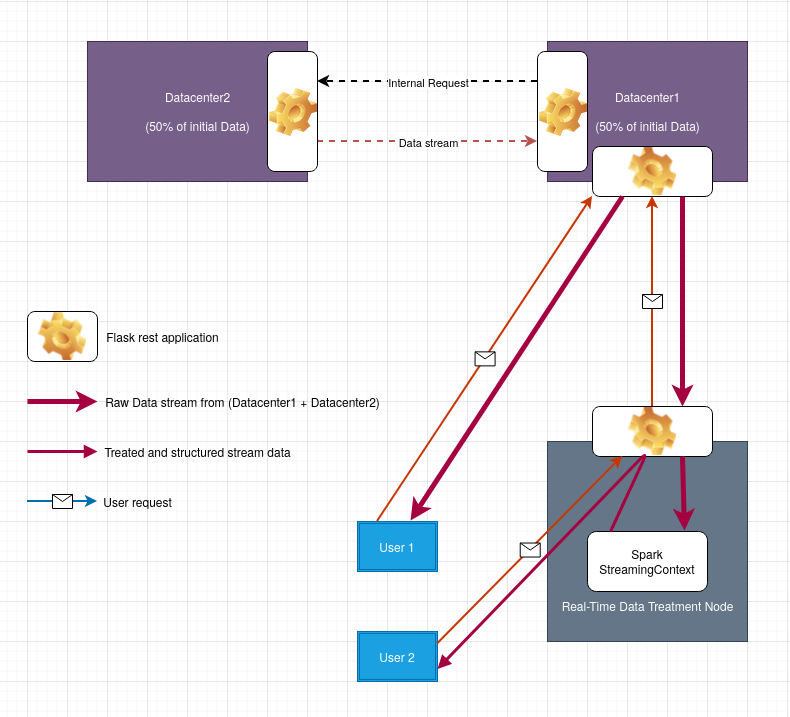 Datacenter2
(50% of initial Data)
Internal Request
Data stream
Datacenter1
(50% of initial Data)
Flask rest application
Raw Data stream from (Datacenter1 + Datacenter2)
Treated and structured stream data
User request
User 1
User 2
Spark
StreamingContext
Real-Time Data Treatment Node